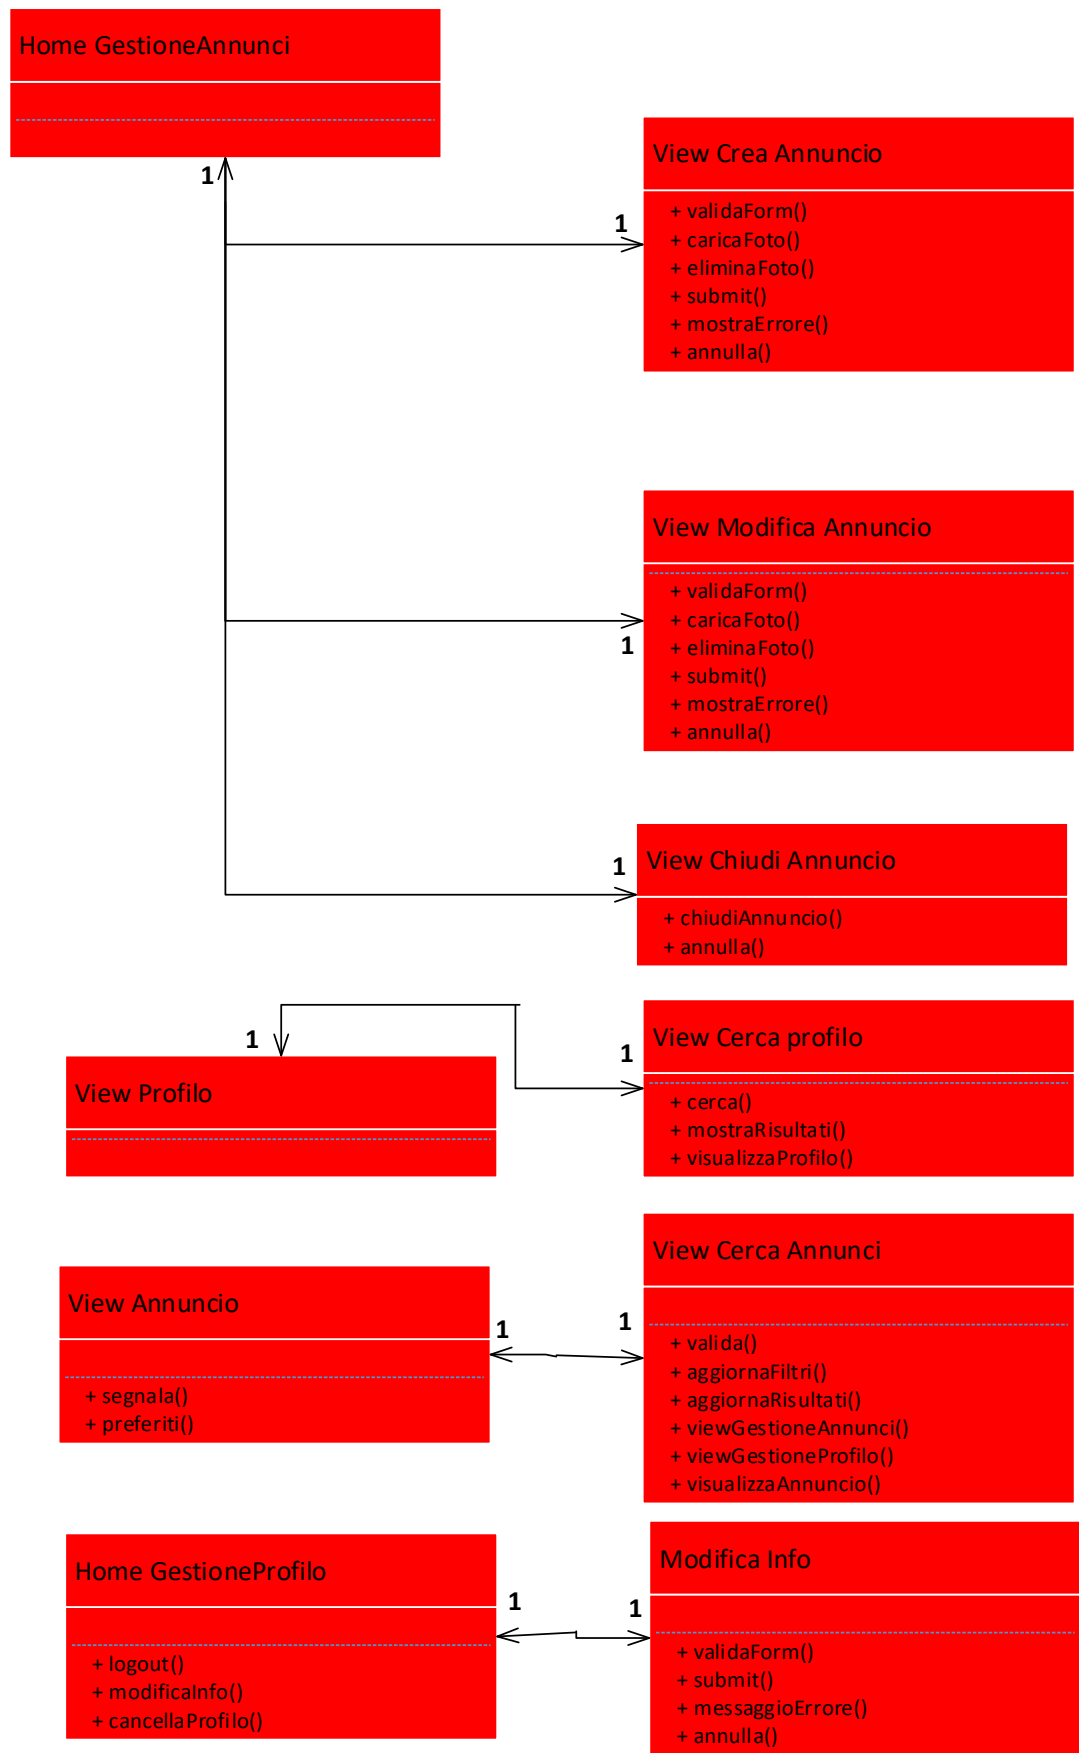 Home GestioneAnnunci
1
View Crea Annuncio
1
+ validaForm()
+ caricaFoto()
+ eliminaFoto()
+ submit()
+ mostraErrore()
+ annulla()
View Modifica Annuncio
+ validaForm()
+ caricaFoto()
1
+ eliminaFoto()
+ submit()
+ mostraErrore()
+ annulla()
View Chiudi Annuncio
1
+ chiudiAnnuncio()
+ annulla()
1
View Profilo
View Cerca profilo
1
+ cerca()
+ mostraRisultati()
+ visualizzaProfilo()
View Annuncio
1
+ segnala()
+ preferiti()
View Cerca Annunci
1
+ valida()
+ aggiornaFiltri()
+ aggiornaRisultati()
+ viewGestioneAnnunci()
+ viewGestioneProfilo()
+ visualizzaAnnuncio()
Home GestioneProfilo
1
+ logout()
+ modificaInfo()
+ cancellaProfilo()
Modifica Info
1
+ validaForm()
+ submit()
+ messaggioErrore()
+ annulla()